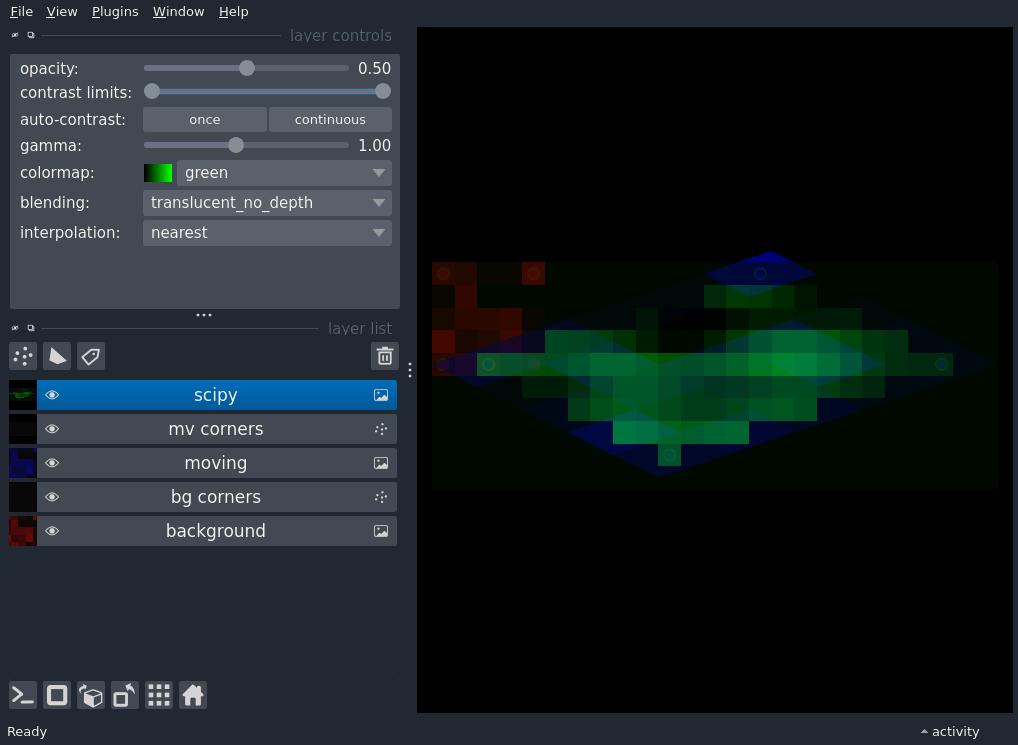 File View Plugins Window Help
layer controls
opacity: 0.50
contrast limits:
auto-contrast: once continuous
gamma: 1.00
colormap: green
blending: translucent_no_depth
interpolation: nearest
layer list
scipy
mv corners
moving
bg corners
background
Ready activity